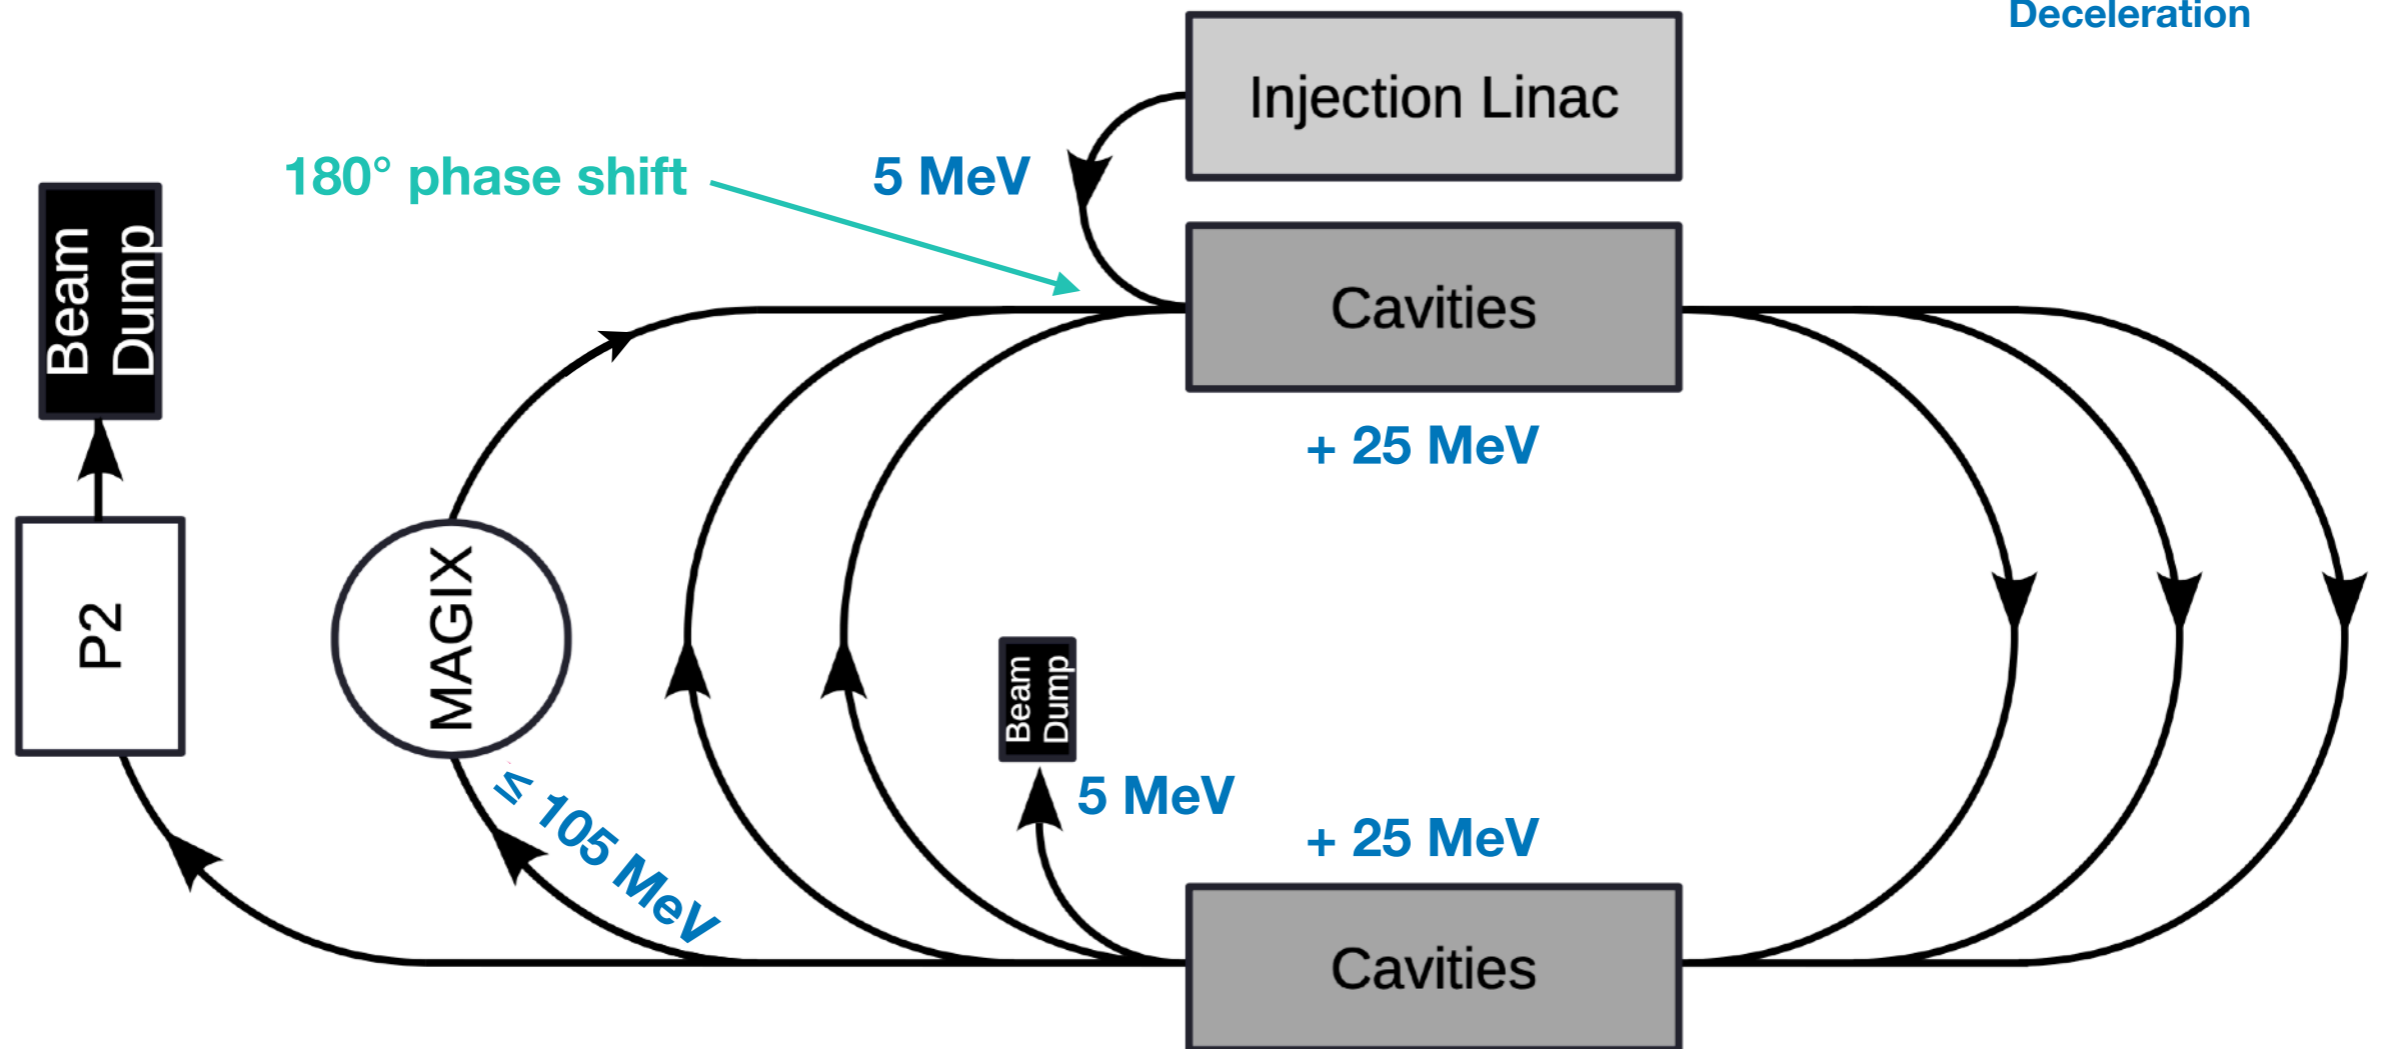 Deceleration
Injection Linac
180° phase shift
5 MeV
Beam
Dump
Cavities
+ 25 MeV
P2
MAGIX
≤ 105 MeV
Beam
Dump
5 MeV
+ 25 MeV
Cavities